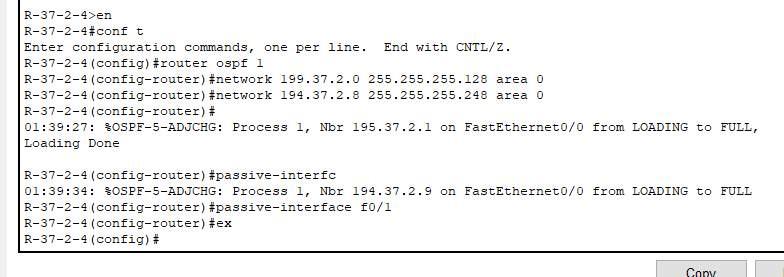 R-37-2-4>en
R-37-2-4#conf t
Enter configuration commands, one per line.  End with CNTL/Z.
R-37-2-4(config)#router ospf 1
R-37-2-4(config-router)#network 199.37.2.0 255.255.255.128 area 0
R-37-2-4(config-router)#network 194.37.2.8 255.255.255.248 area 0
R-37-2-4(config-router)#
01:39:27: %OSPF-5-ADJCHG: Process 1, Nbr 195.37.2.1 on FastEthernet0/0 from LOADING to FULL,
Loading Done
R-37-2-4(config-router)#passive-interfc
01:39:34: %OSPF-5-ADJCHG: Process 1, Nbr 194.37.2.9 on FastEthernet0/0 from LOADING to FULL
R-37-2-4(config-router)#passive-interface f0/1
R-37-2-4(config-router)#ex
R-37-2-4(config)#
Copy